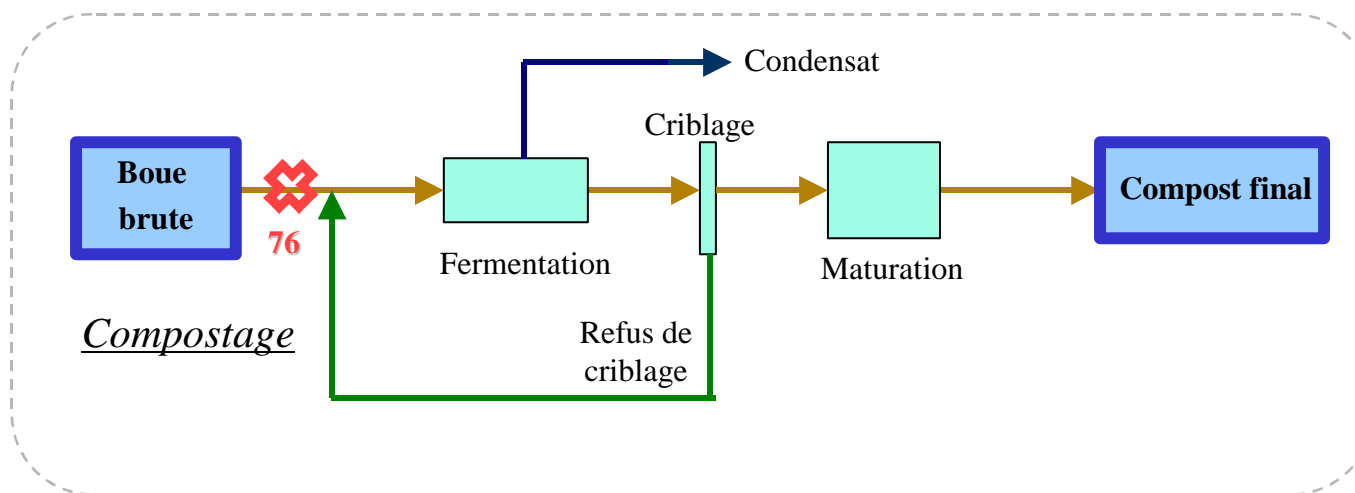 Condensat
Criblage
Boue
brute
76
Compost final
Fermentation
Maturation
Compostage
Refus de
criblage